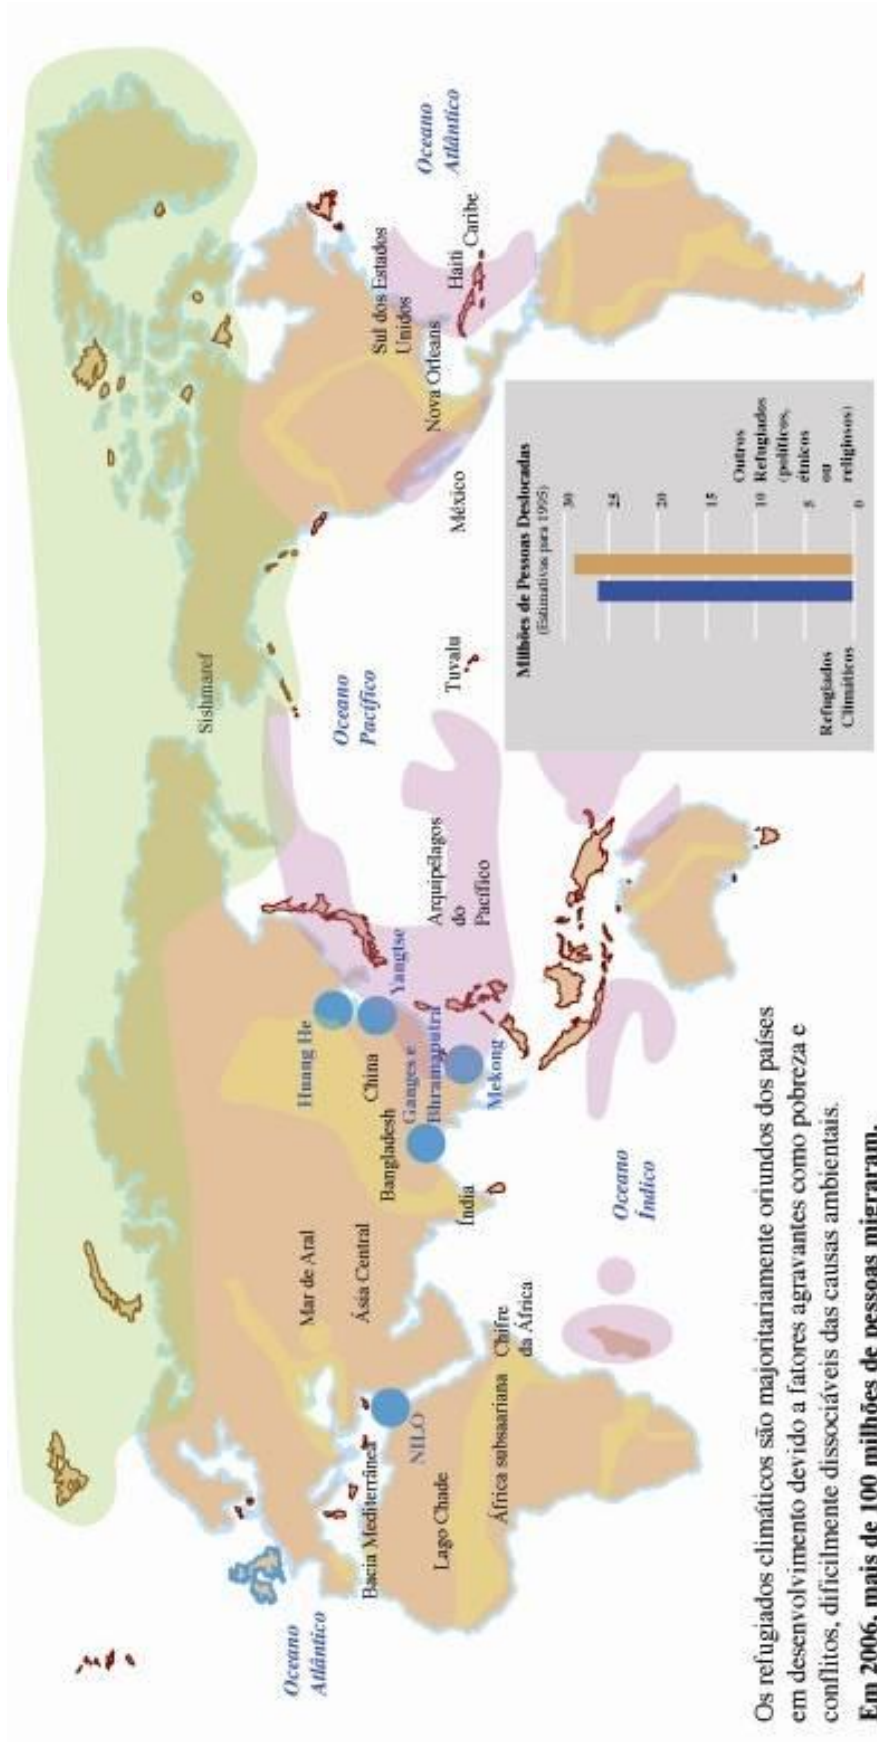 Sishmaref
Oceano
Atlântico
Oceano
Pacífico
Oceano
Atlântico
Sul dos Estados
Unidos
Haiti
Caribe
Nova Orleans
México
Tuvalu
Arquipélagos
do
Pacífico
Huang He
Yangtse
China
Ganges e
Bhramaputra
Bangladesh
Mekong
Índia
Mar de Aral
Ásia Central
NILO
Bacia Mediterrânea
Lago Chade
África subsaariana
Chifre
da África
Oceano
Índico
Milhões de Pessoas Deslocadas
(Estimativas para 1995)
30
25
20
15
10
5
0
Refugiados
Climáticos
Outros
Refugiados
(políticos,
étnicos
ou
religiosos)
Os refugiados climáticos são majoritariamente oriundos dos países
em desenvolvimento devido a fatores agravantes como pobreza e
conflitos, dificilmente dissociáveis das causas ambientais.
Em 2006, mais de 100 milhões de pessoas migraram.